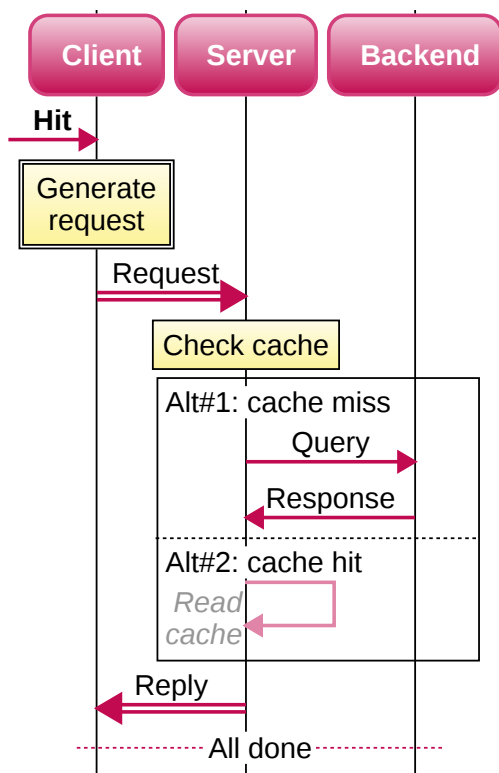 Client Server Backend
Hit
Generate
request
Request
Check cache
Alt#1: cache miss
Query
Response
Alt#2: cache hit
Read
cache
Reply
All done